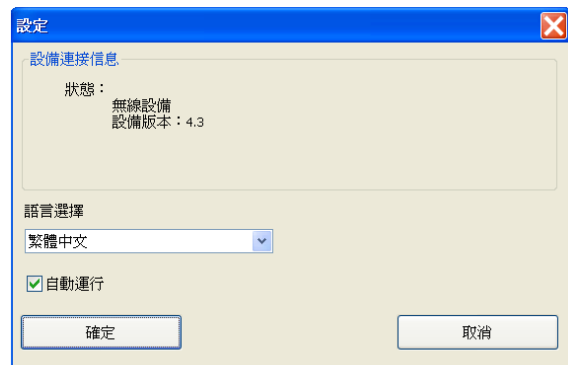 設定
設備連接信息
狀態：
無線設備
設備版本：4.3
語言選擇
繁體中文
自動運行
確定
取消